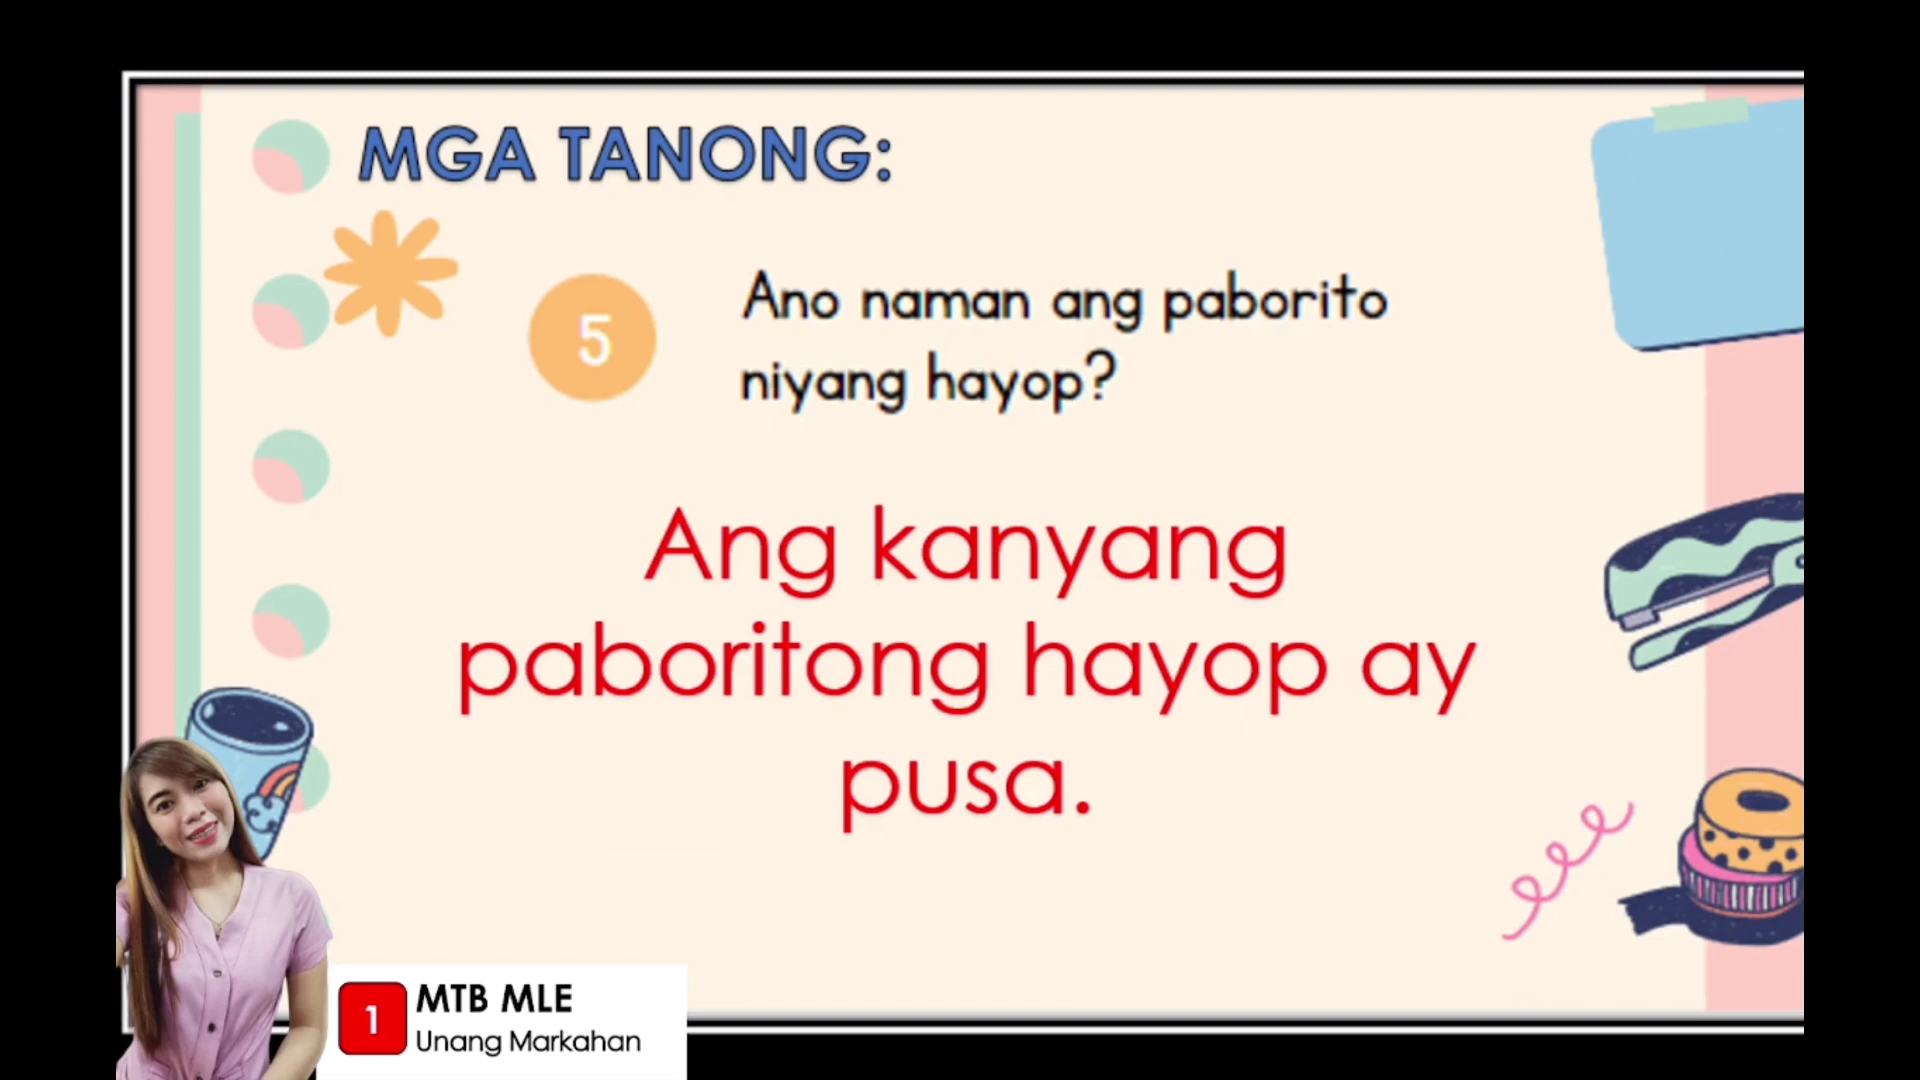 MGA TANONG:
5
Ano naman ang paborito
niyang hayop?
Ang kanyang
paboritong hayop ay
pusa.
1
MTB MLE
Unang Markahan